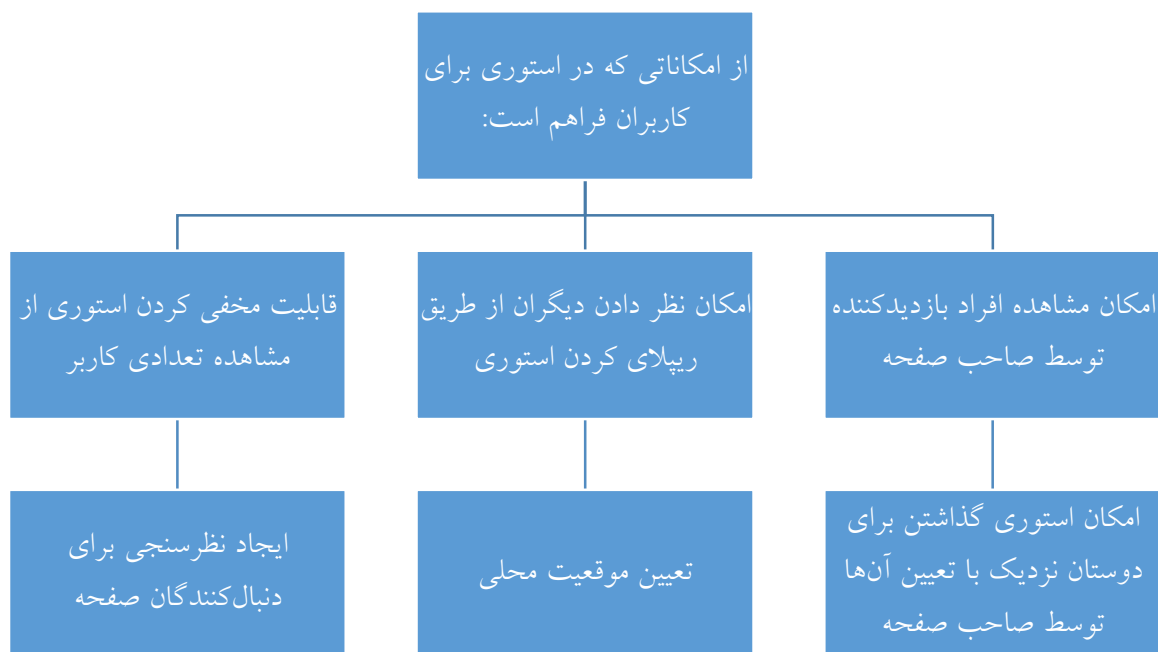 از امکاناتی که در استوری برای
کاربران فراهم است:
امکان مشاهده افراد بازدیدکننده
توسط صاحب صفحه
امکان نظر دادن دیگران از طریق
ریپلای کردن استوری
قابلیت مخفی کردن استوری از
مشاهده تعدادی کاربر
امکان استوری گذاشتن برای
دوستان نزدیک با تعیین آن‌ها
توسط صاحب صفحه
تعیین موقعیت محلی
ایجاد نظرسنجی برای
دنبال‌کنندگان صفحه